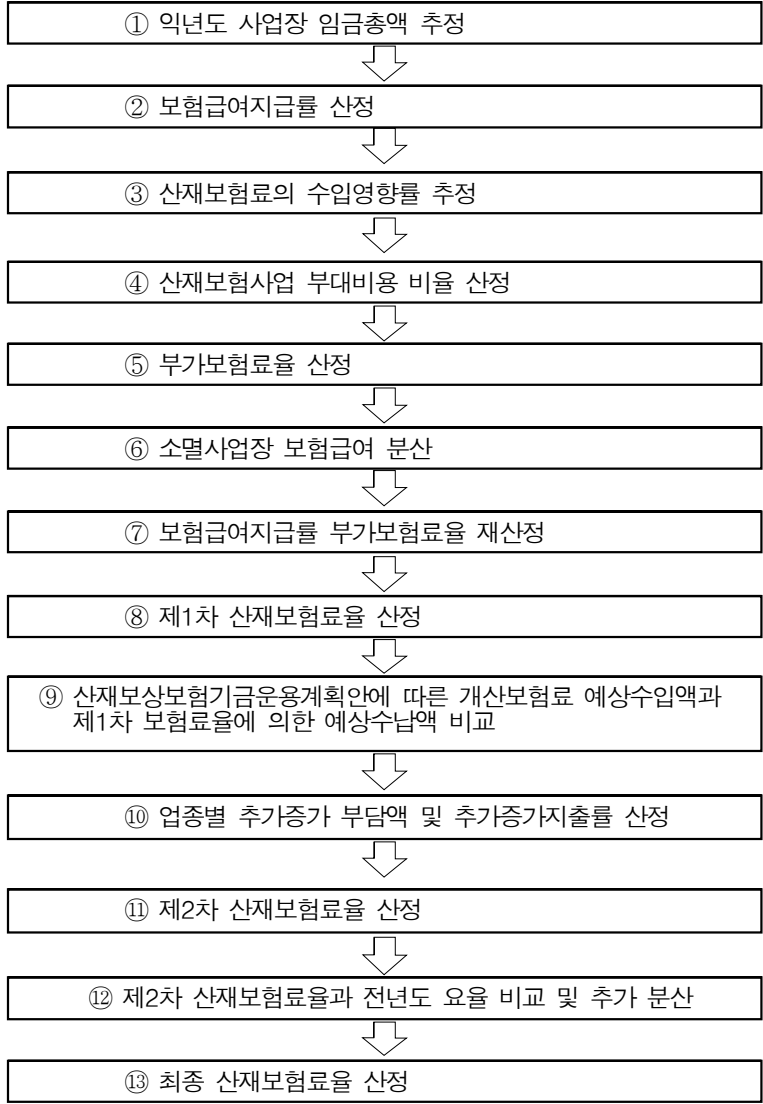 ① 익년도 사업장 임금총액 추정
② 보험급여지급률 산정
③ 산재보험료의 수입영향률 추정
④ 산재보험사업 부대비용 비율 산정
⑤ 부가보험료율 산정
⑥ 소멸사업장 보험급여 분산
⑦ 보험급여지급률 부가보험료율 재산정
⑧ 제1차 산재보험료율 산정
⑨ 산재보상보험기금운용계획안에 따른 개산보험료 예상수입액과
제1차 보험료율에 의한 예상수납액 비교
⑩ 업종별 추가증가 부담액 및 추가증가지출률 산정
⑪ 제2차 산재보험료율 산정
⑫ 제2차 산재보험료율과 전년도 요율 비교 및 추가 분산
⑬ 최종 산재보험료율 산정